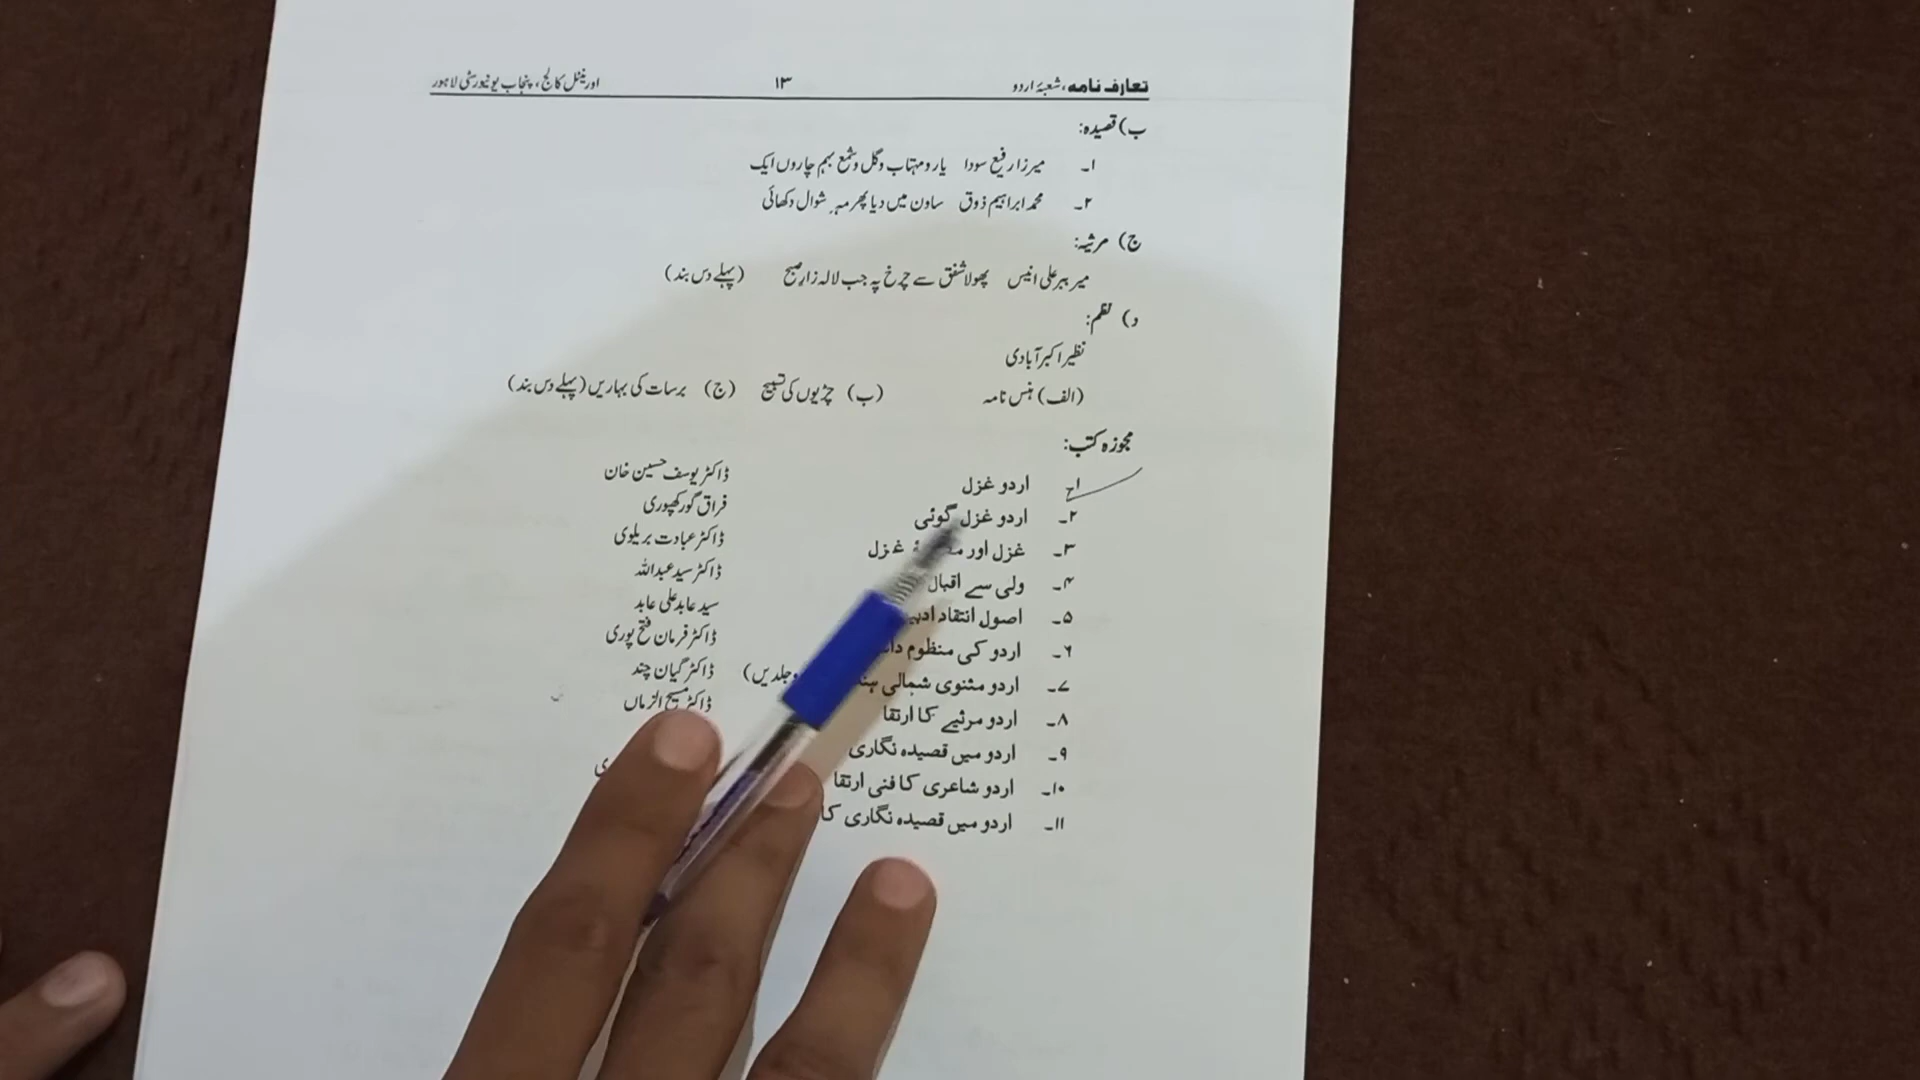 تعارف نامہ، شعبۂ اردو ۱۳ اورینٹل کالج، پنجاب یونیورسٹی لاہور
ب) قصیدہ:
۱۔ میرزا رفیع سودا یار و مہتاب و گل و شمع بہم چاروں ایک
۲۔ محمد ابراہیم ذوق ساون میں دیا پھر مہِ شوال دکھائی
ج) مرثیہ:
میر ببر علی انیس پھولا شفق سے چرخ پہ جب لالہ زارِ صبح (پہلے دس بند)
د) نظم:
نظیر اکبر آبادی
(الف) ہنس نامہ (ب) چڑیوں کی تسبیح (ج) برسات کی بہاریں (پہلے دس بند)
مجوزہ کتب:
۱۔ اردو غزل ڈاکٹر یوسف حسین خان
۲۔ اردو غزل گوئی فراق گورکھپوری
۳۔ غزل اور غزل ڈاکٹر عبادت بریلوی
۴۔ ولی سے اقبال ڈاکٹر سید عبداللہ
۵۔ اصول انتقاد سید عابد علی عابد
۶۔ اردو کی منظوم ڈاکٹر فرمان فتح پوری
۷۔ اردو مثنوی شمالی جلدیں) ڈاکٹر گیان چند
۸۔ اردو مرثیے کا ارتقا ڈاکٹر مسیح الزماں
۹۔ اردو میں قصیدہ نگاری
۱۰۔ اردو شاعری کا فنی ارتقا
۱۱۔ اردو میں قصیدہ نگاری کا